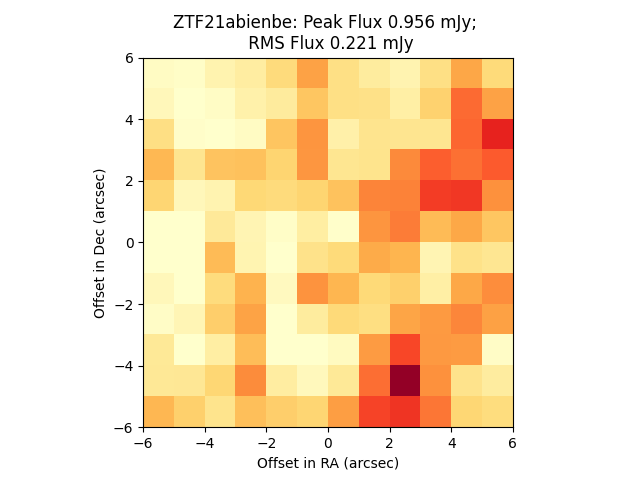 ZTF21abienbe: Peak Flux 0.956 mJy;
RMS Flux 0.221 mJy
6
4
2
0
−2
−4
−6
Offset in Dec (arcsec)
−6 −4 −2 0 2 4 6
Offset in RA (arcsec)